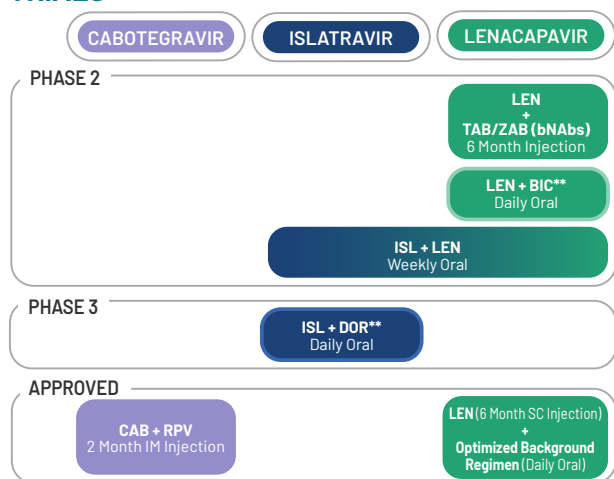 CABOTEGRAVIR
ISLATRAVIR
LENACAPAVIR
PHASE 2
LEN
+
TAB/ZAB (bNAbs)
6 Month Injection
LEN + BIC**
Daily Oral
ISL + LEN
Weekly Oral
PHASE 3
ISL + DOR**
Daily Oral
APPROVED
CAB + RPV
2 Month IM Injection
LEN (6 Month SC Injection)
+
Optimized Background
Regimen (Daily Oral)